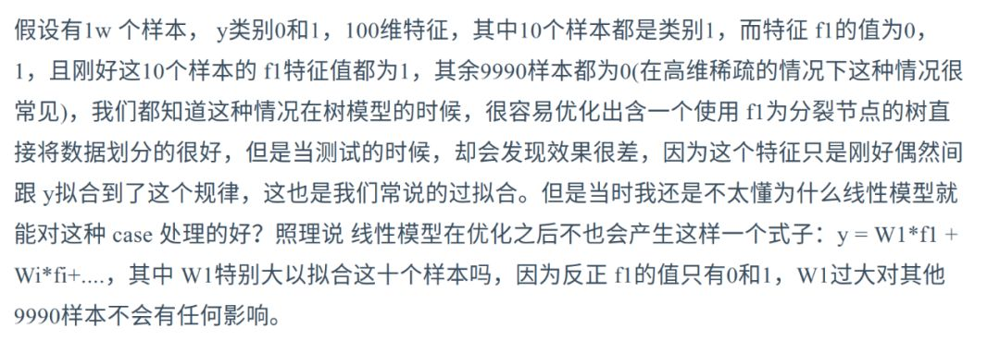 假设有1w 个样本， y类别0和1，100维特征，其中10个样本都是类别1，而特征 f1的值为0，
1，且刚好这10个样本的 f1特征值都为1，其余9990样本都为0(在高维稀疏的情况下这种情况很
常见)，我们都知道这种情况在树模型的时候，很容易优化出含一个使用 f1为分裂节点的树直
接将数据划分的很好，但是当测试的时候，却会发现效果很差，因为这个特征只是刚好偶然间
跟 y拟合到了这个规律，这也是我们常说的过拟合。但是当时我还是不太懂为什么线性模型就
能对这种 case 处理的好？照理说 线性模型在优化之后不也会产生这样一个式子：y = W1*f1 +
Wi*fi+....，其中 W1特别大以拟合这十个样本吗，因为反正 f1的值只有0和1，W1过大对其他
9990样本不会有任何影响。